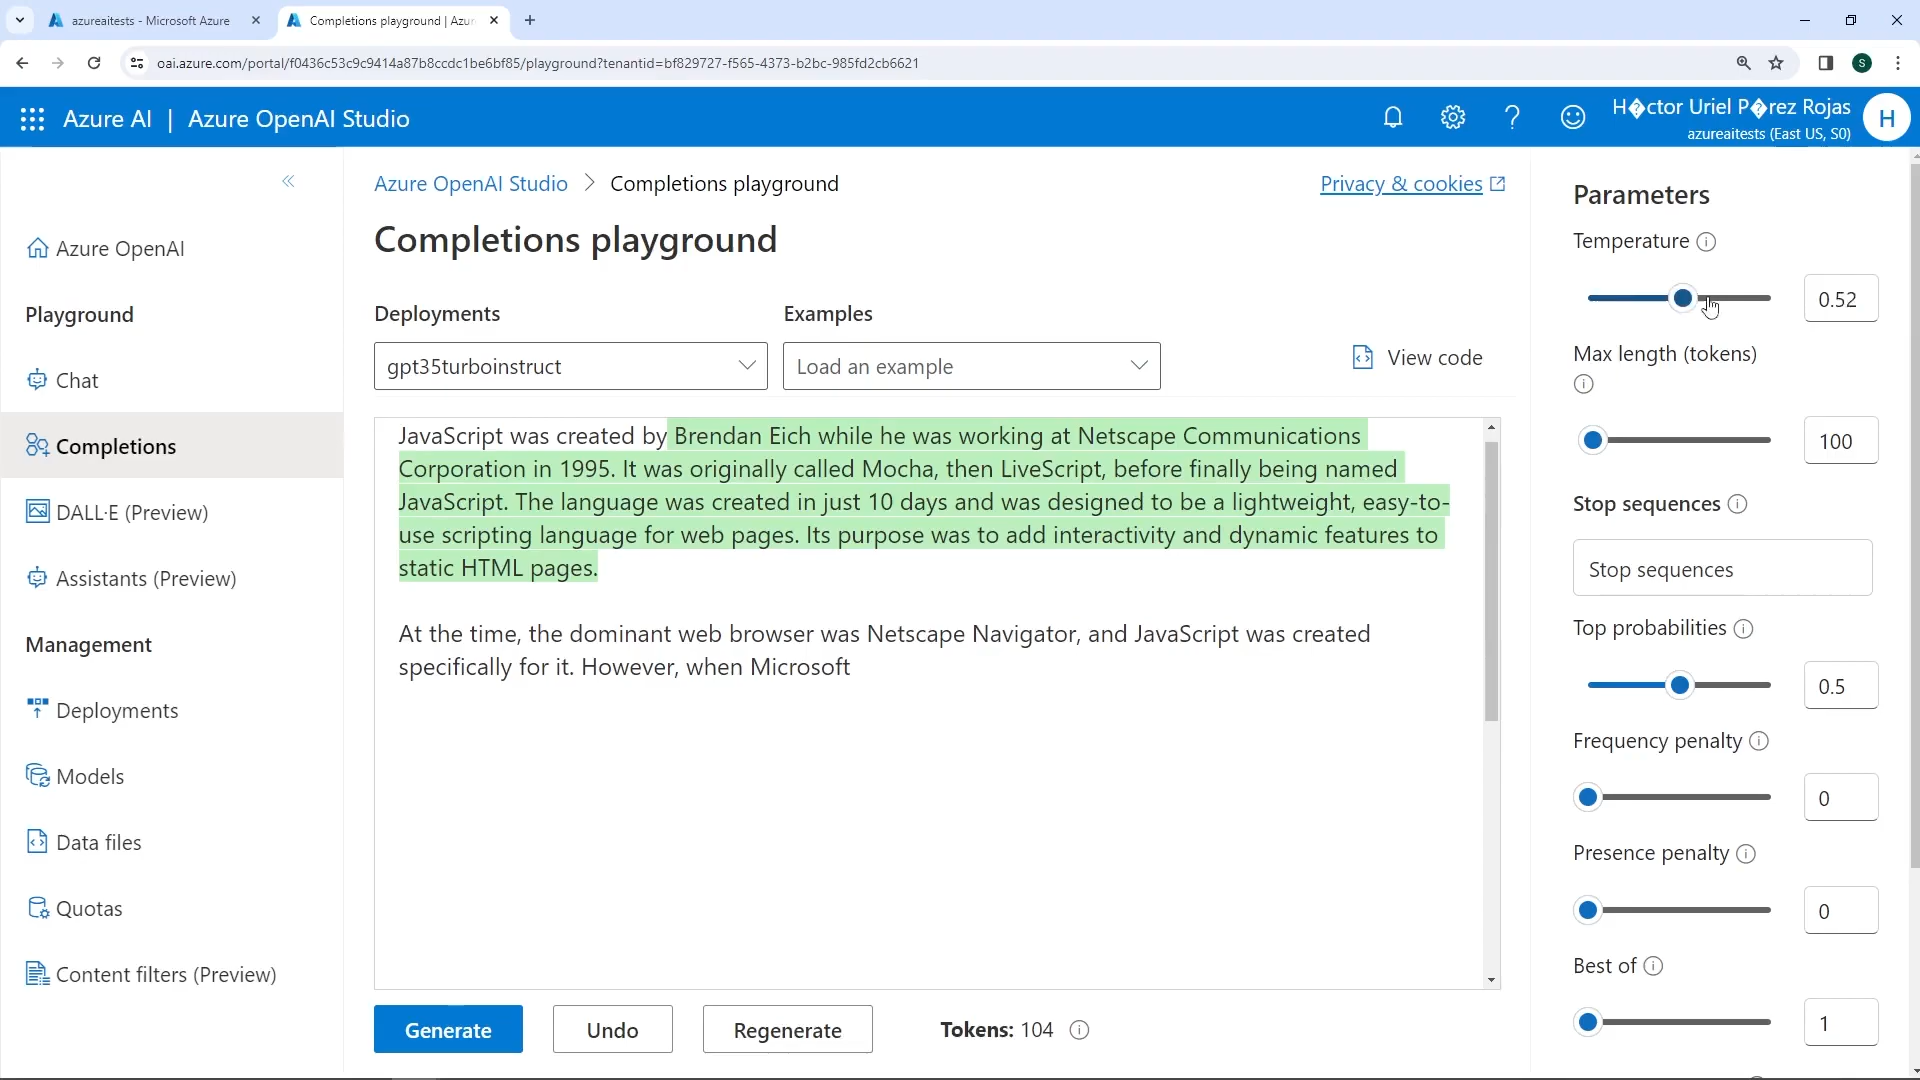 azureaitests - Microsoft Azure
Completions playground | Azur
oai.azure.com/portal/f0436c53c9c9414a87b8ccdc1be6bf85/playground?tenantid=bf829727-f565-4373-b2bc-985fd2cb6621
S
Azure AI | Azure OpenAI Studio
H�ctor Uriel P�rez Rojas
azureaitests (East US, S0)
H
Azure OpenAI
Playground
Chat
Completions
DALL·E (Preview)
Assistants (Preview)
Management
Deployments
Models
Data files
Quotas
Content filters (Preview)
Azure OpenAI Studio > Completions playground
Privacy & cookies
Completions playground
Deployments
Examples
gpt35turboinstruct
Load an example
View code
JavaScript was created by Brendan Eich while he was working at Netscape Communications
Corporation in 1995. It was originally called Mocha, then LiveScript, before finally being named
JavaScript. The language was created in just 10 days and was designed to be a lightweight, easy-to-
use scripting language for web pages. Its purpose was to add interactivity and dynamic features to
static HTML pages.
At the time, the dominant web browser was Netscape Navigator, and JavaScript was created
specifically for it. However, when Microsoft
Generate
Undo
Regenerate
Tokens: 104
Parameters
Temperature
0.52
Max length (tokens)
100
Stop sequences
Stop sequences
Top probabilities
0.5
Frequency penalty
0
Presence penalty
0
Best of
1